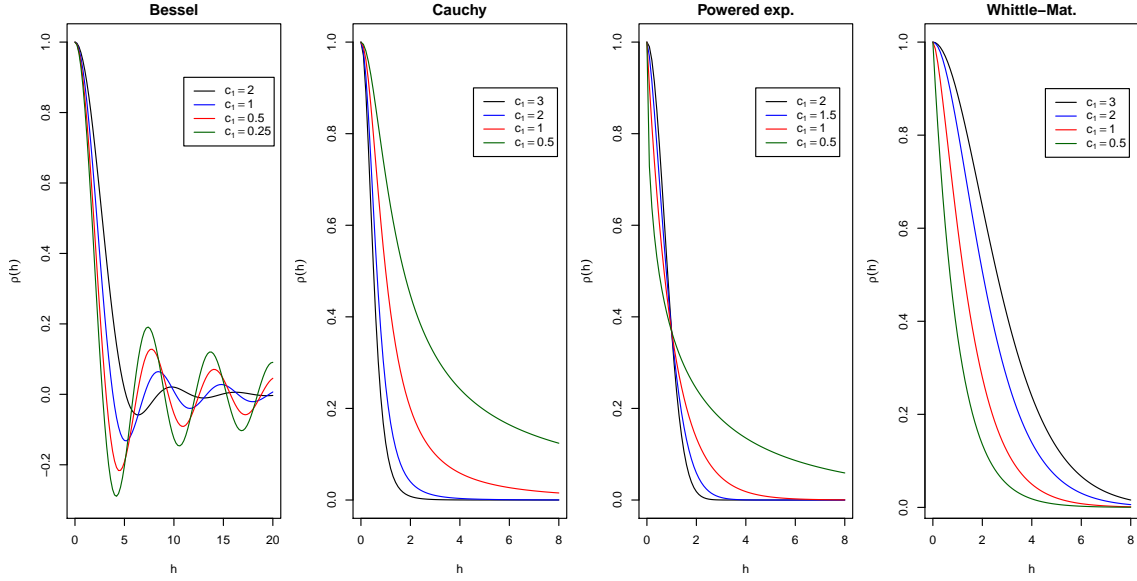 Bessel
ρ(h)
1.0
0.8
0.6
0.4
0.2
0.0
−0.2
c₁ = 2
c₁ = 1
c₁ = 0.5
c₁ = 0.25
0 5 10 15 20
h
Cauchy
ρ(h)
1.0
0.8
0.6
0.4
0.2
0.0
c₁ = 3
c₁ = 2
c₁ = 1
c₁ = 0.5
0 2 4 6 8
h
Powered exp.
ρ(h)
1.0
0.8
0.6
0.4
0.2
0.0
c₁ = 2
c₁ = 1.5
c₁ = 1
c₁ = 0.5
0 2 4 6 8
h
Whittle−Mat.
ρ(h)
1.0
0.8
0.6
0.4
0.2
0.0
c₁ = 3
c₁ = 2
c₁ = 1
c₁ = 0.5
0 2 4 6 8
h